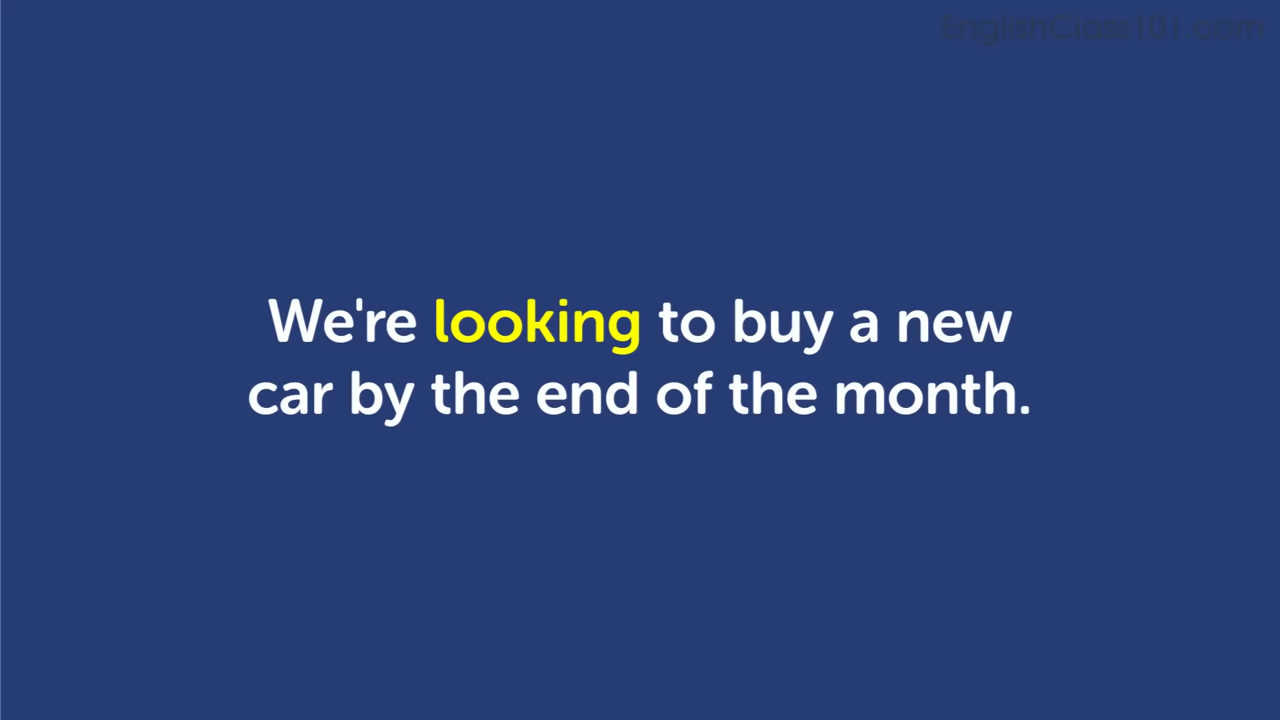 EnglishClass101.com
We're looking to buy a new
car by the end of the month.